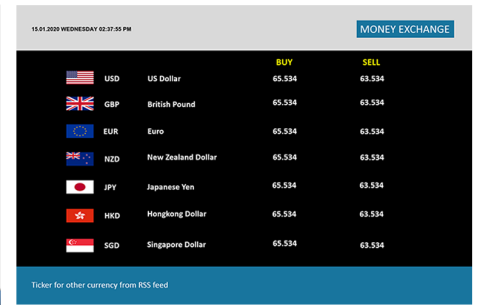 15.01.2020 WEDNESDAY 02:37:55 PM
MONEY EXCHANGE
BUY SELL
USD US Dollar 65.534 63.534
GBP British Pound 65.534 63.534
EUR Euro 65.534 63.534
NZD New Zealand Dollar 65.534 63.534
JPY Japanese Yen 65.534 63.534
HKD Hongkong Dollar 65.534 63.534
SGD Singapore Dollar 65.534 63.534
Ticker for other currency from RSS feed